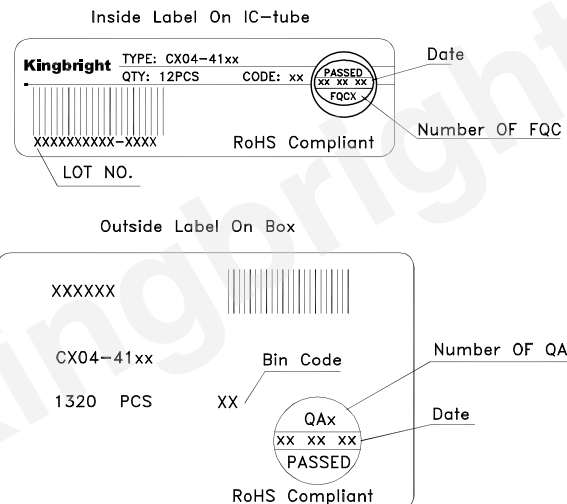 Inside Label On IC-tube
Kingbright
TYPE: CX04-41xx
QTY: 12PCS CODE: xx
PASSED
xx xx xx
FQCX
Date
Number OF FQC
XXXXXXXXXX-XXXX
RoHS Compliant
LOT NO.
Outside Label On Box
XXXXXX
CX04-41xx
Bin Code
Number OF QA
1320 PCS
XX
QAx
xx xx xx
PASSED
Date
RoHS Compliant
Kingbright